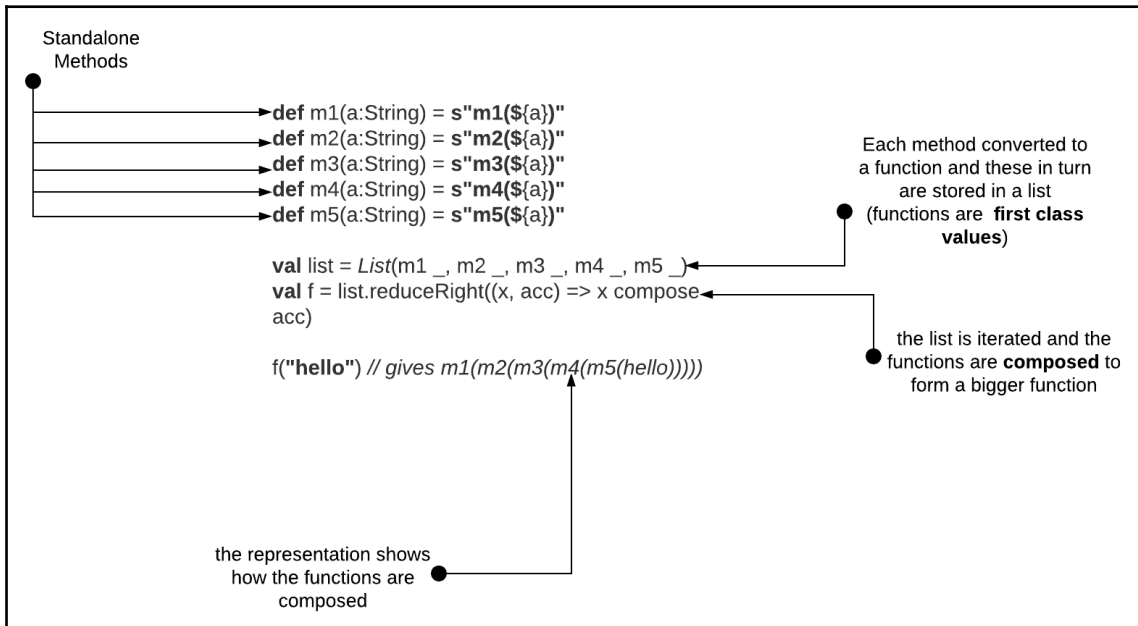 Standalone
Methods
def m1(a:String) = s"m1(${a})"
def m2(a:String) = s"m2(${a})"
def m3(a:String) = s"m3(${a})"
def m4(a:String) = s"m4(${a})"
def m5(a:String) = s"m5(${a})"
Each method converted to
a function and these in turn
are stored in a list
(functions are first class
values)
val list = List(m1 _, m2 _, m3 _, m4 _, m5 _)
val f = list.reduceRight((x, acc) => x compose
acc)
the list is iterated and the
functions are composed to
form a bigger function
f("hello") // gives m1(m2(m3(m4(m5(hello)))))
the representation shows
how the functions are
composed